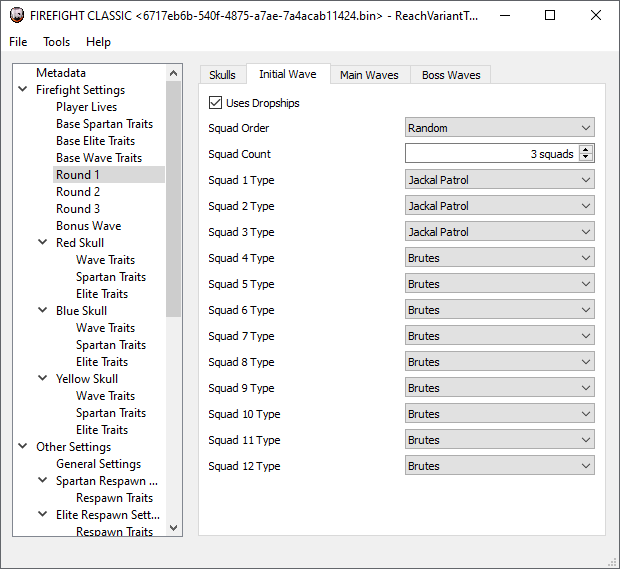 FIREFIGHT CLASSIC <6717eb6b-540f-4875-a7ae-7a4acab11424.bin> - ReachVariantT...
File Tools Help
Metadata
Firefight Settings
Player Lives
Base Spartan Traits
Base Elite Traits
Base Wave Traits
Round 1
Round 2
Round 3
Bonus Wave
Red Skull
Wave Traits
Spartan Traits
Elite Traits
Blue Skull
Wave Traits
Spartan Traits
Elite Traits
Yellow Skull
Wave Traits
Spartan Traits
Elite Traits
Other Settings
General Settings
Spartan Respawn ...
Respawn Traits
Elite Respawn Sett...
Respawn Traits
Skulls Initial Wave Main Waves Boss Waves
Uses Dropships
Squad Order Random
Squad Count 3 squads
Squad 1 Type Jackal Patrol
Squad 2 Type Jackal Patrol
Squad 3 Type Jackal Patrol
Squad 4 Type Brutes
Squad 5 Type Brutes
Squad 6 Type Brutes
Squad 7 Type Brutes
Squad 8 Type Brutes
Squad 9 Type Brutes
Squad 10 Type Brutes
Squad 11 Type Brutes
Squad 12 Type Brutes